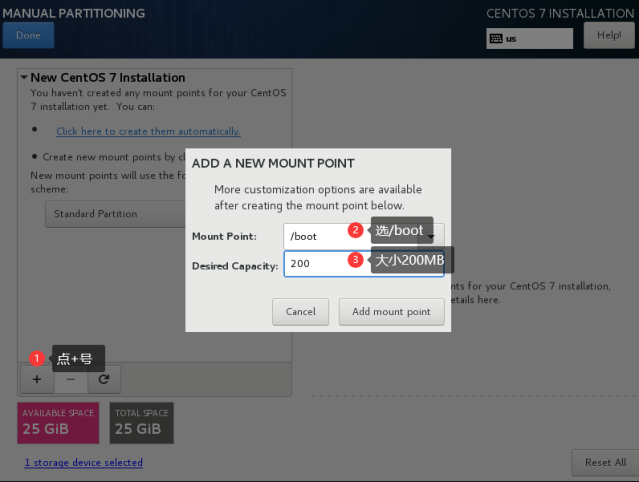 MANUAL PARTITIONING
CENTOS 7 INSTALLATION
Done
us
Help!
New CentOS 7 Installation
You haven't created any mount points for your CentOS
7 installation yet. You can:
Click here to create them automatically.
Create new mount points by cl
New mount points will use the fo
scheme:
Standard Partition
ADD A NEW MOUNT POINT
More customization options are available
after creating the mount point below.
Mount Point:
/boot
2
选/boot
Desired Capacity:
200
3
大小200MB
nts for your CentOS 7 installation,
etails here.
Cancel
Add mount point
1
点+号
+
−
AVAILABLE SPACE
25 GiB
TOTAL SPACE
25 GiB
1 storage device selected
Reset All